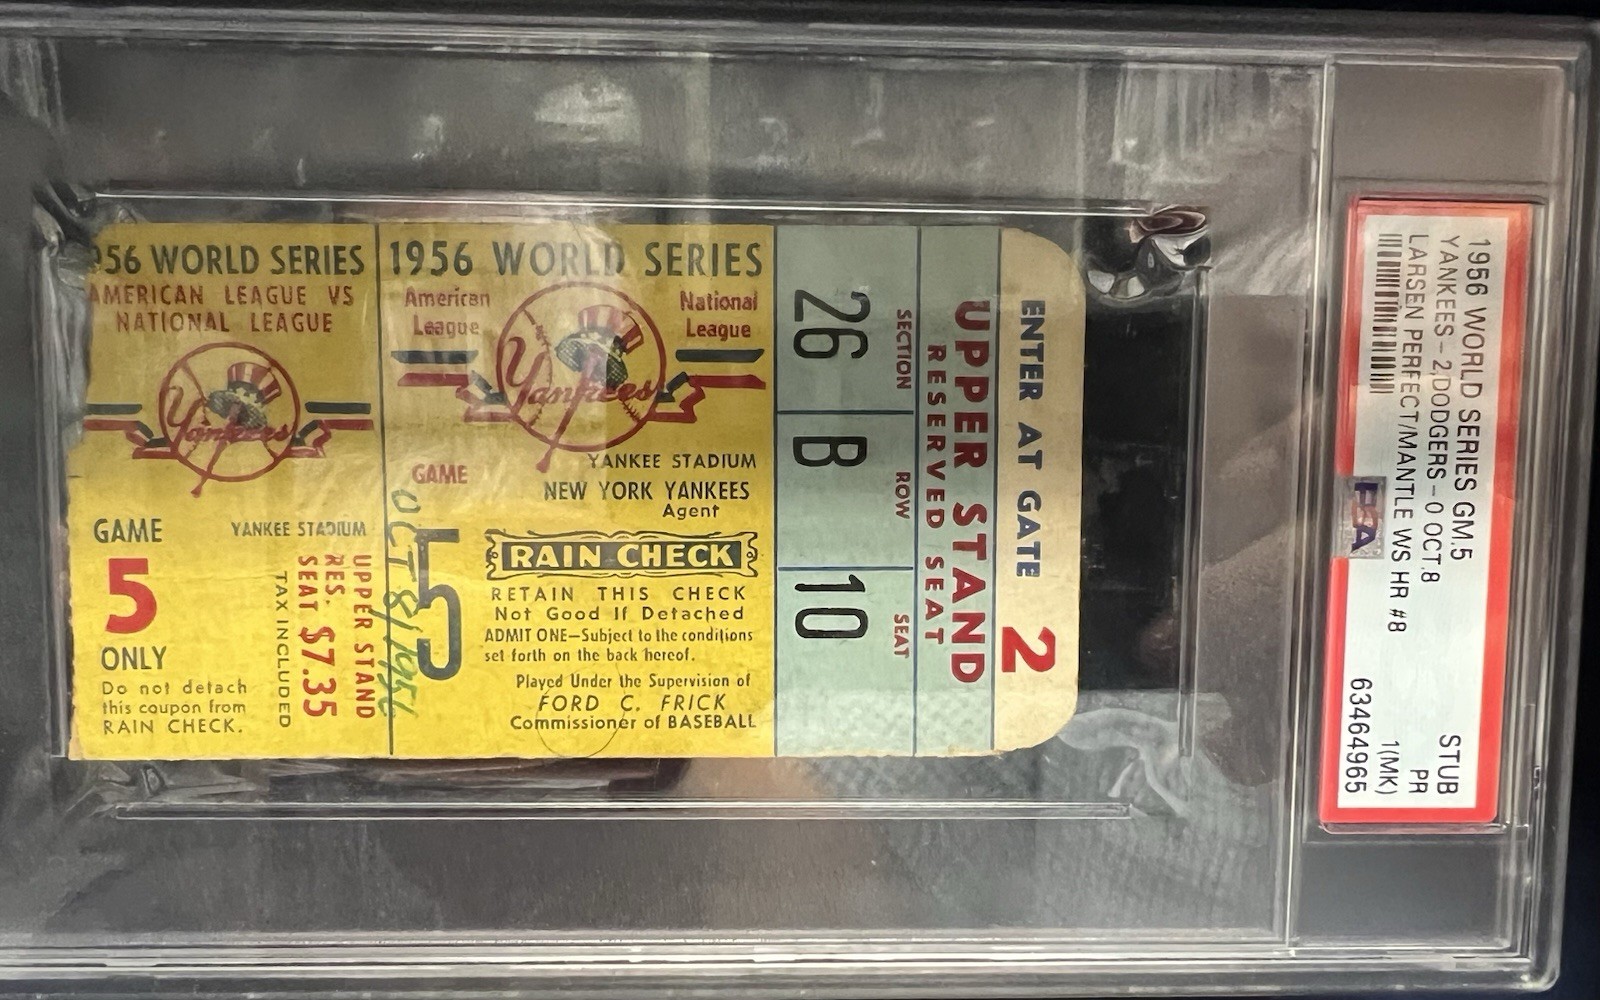 56 WORLD SERIES
AMERICAN LEAGUE VS
NATIONAL LEAGUE
Yankees
GAME
5
ONLY
YANKEE STADIUM
UPPER STAND
RES.
SEAT $7.35
TAX INCLUDED
Do not detach
this coupon from
RAIN CHECK.
1956 WORLD SERIES
American
League
National
League
Yankees
GAME
5
OCT 8/1956
YANKEE STADIUM
NEW YORK YANKEES
Agent
RAIN CHECK
RETAIN THIS CHECK
Not Good If Detached
ADMIT ONE—Subject to the conditions
set forth on the back hereof.
Played Under the Supervision of
FORD C. FRICK
Commissioner of BASEBALL
26 SECTION
B ROW
10 SEAT
UPPER STAND
RESERVED SEAT
ENTER AT GATE 2
1956 WORLD SERIES GM.5
YANKEES-2,DODGERS-0 OCT.8
LARSEN PERFECT/MANTLE WS HR #8
STUB
PR
1(MK)
63464965
PSA